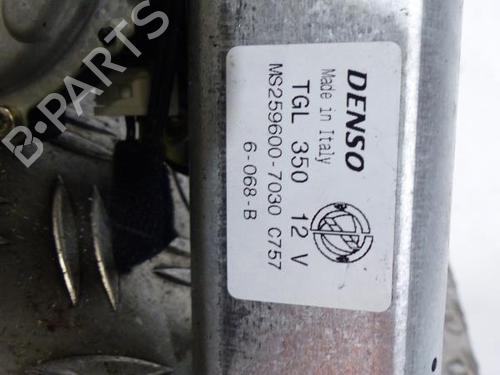 DENSO
Made in Italy
TGL 350 12 V
MS259600-7030 C757
6-068-B
B-PARTS